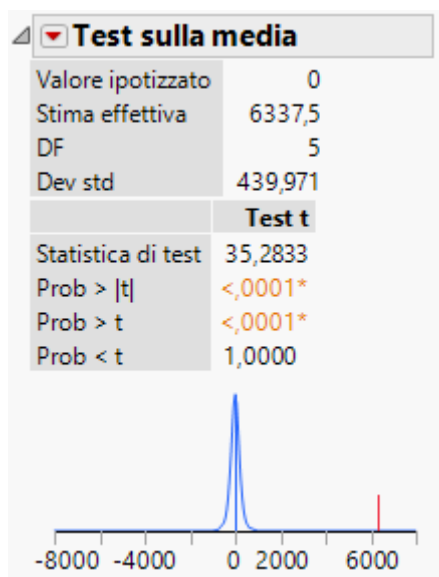 Test sulla media
Valore ipotizzato 0
Stima effettiva 6337,5
DF 5
Dev std 439,971
Test t
Statistica di test 35,2833
Prob > |t| <,0001*
Prob > t <,0001*
Prob < t 1,0000
-8000 -4000 0 2000 6000